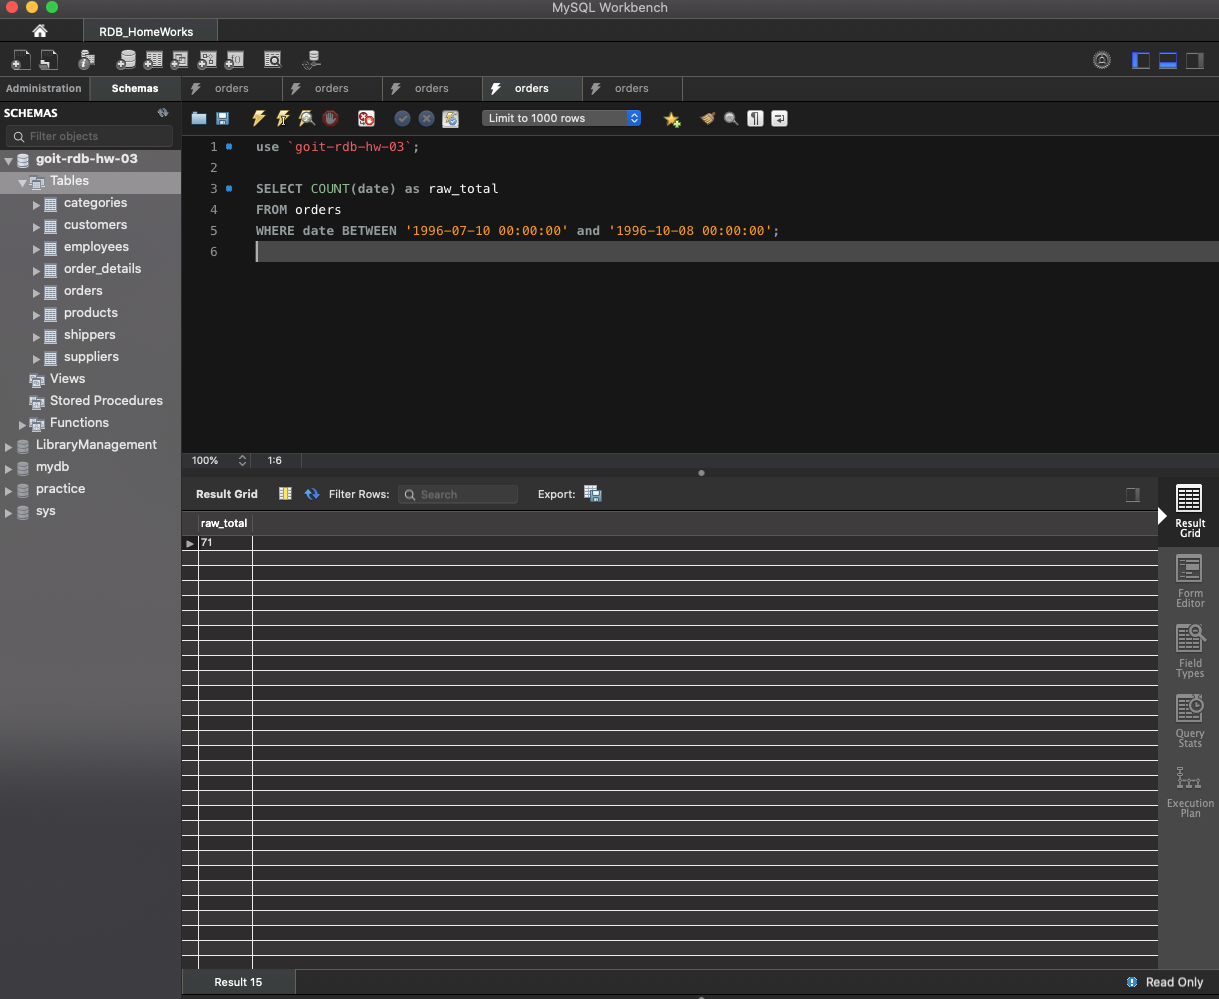 MySQL Workbench
RDB_HomeWorks
Administration
Schemas
orders
orders
orders
orders
orders
SCHEMAS
Filter objects
goit-rdb-hw-03
Tables
categories
customers
employees
order_details
orders
products
shippers
suppliers
Views
Stored Procedures
Functions
LibraryManagement
mydb
practice
sys
Limit to 1000 rows
1 use `goit-rdb-hw-03`;
2
3 SELECT COUNT(date) as raw_total
4 FROM orders
5 WHERE date BETWEEN '1996-07-10 00:00:00' and '1996-10-08 00:00:00';
6
100% 1:6
Result Grid Filter Rows: Search Export:
raw_total
71
Result
Grid
Form
Editor
Field
Types
Query
Stats
Execution
Plan
Result 15
Read Only